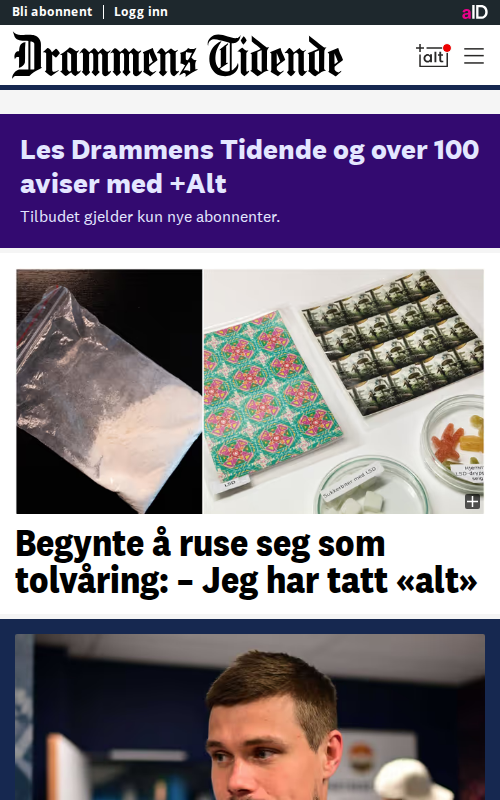 Bli abonnent | Logg inn
aID
Drammens Tidende
+alt
Les Drammens Tidende og over 100
aviser med +Alt
Tilbudet gjelder kun nye abonnenter.
LSD
Sukkerbiter med LSD
Begynte å ruse seg som
tolvåring: – Jeg har tatt «alt»